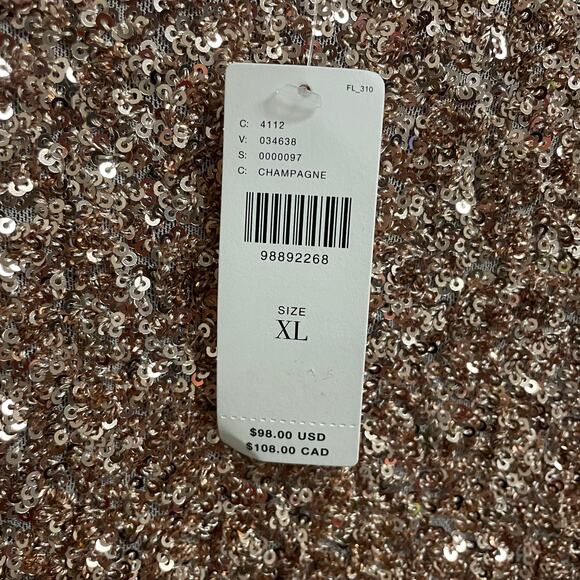 FL_310
C: 4112
V: 034638
S: 0000097
C: CHAMPAGNE
98892268
SIZE
XL
$98.00 USD
$108.00 CAD